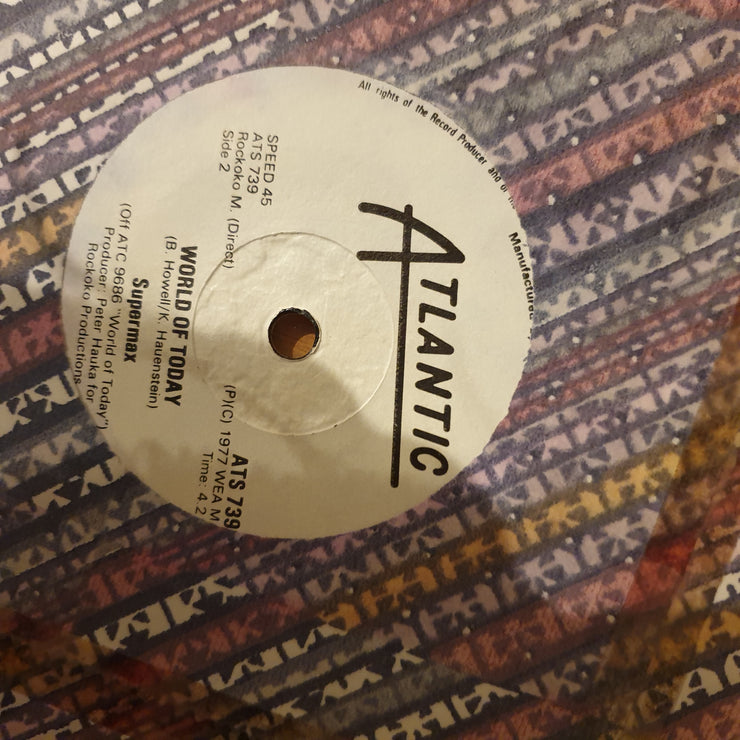 All rights of the Record Producer and of the
Manufactured
ATLANTIC
SPEED 45
ATS 739
Rockoko M. (Direct)
Side 2
(P)(C) 1977 WEA M
ATS 739
Time: 4.2
WORLD OF TODAY
(B. Howell/K. Hauenstein)
Supermax
(Off ATC 9686 "World of Today")
Producer: Peter Hauka for
Rockoko Productions